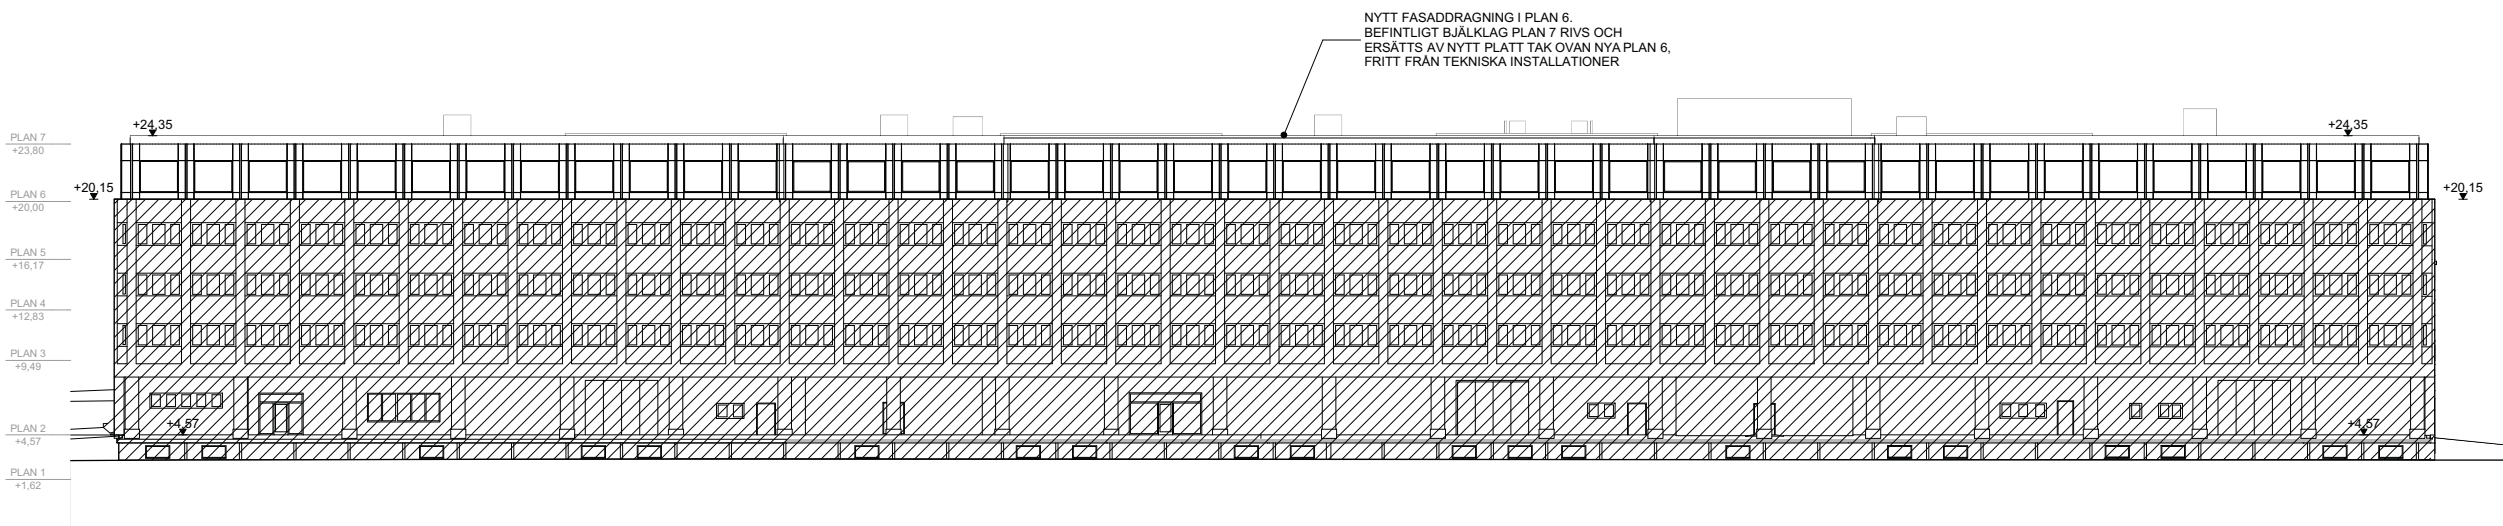 NYTT FASADDRAGNING I PLAN 6.
BEFINTLIGT BJÄLKLAG PLAN 7 RIVS OCH
ERSÄTTS AV NYTT PLATT TAK OVAN NYA PLAN 6,
FRITT FRÅN TEKNISKA INSTALLATIONER
+24,35
+24,35
PLAN 7
+23,80
+20,15
+20,15
PLAN 6
+20,00
PLAN 5
+16,17
PLAN 4
+12,83
PLAN 3
+9,49
PLAN 2
+4,57
+4,57
+4,57
PLAN 1
+1,62